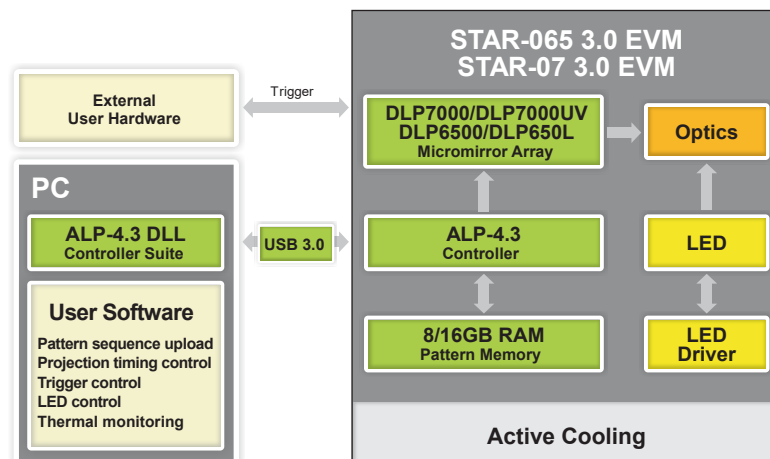 STAR-065 3.0 EVM
STAR-07 3.0 EVM
External
User Hardware
Trigger
DLP7000/DLP7000UV
DLP6500/DLP650L
Micromirror Array
Optics
PC
ALP-4.3 DLL
Controller Suite
USB 3.0
ALP-4.3
Controller
LED
User Software
Pattern sequence upload
Projection timing control
Trigger control
LED control
Thermal monitoring
8/16GB RAM
Pattern Memory
LED
Driver
Active Cooling